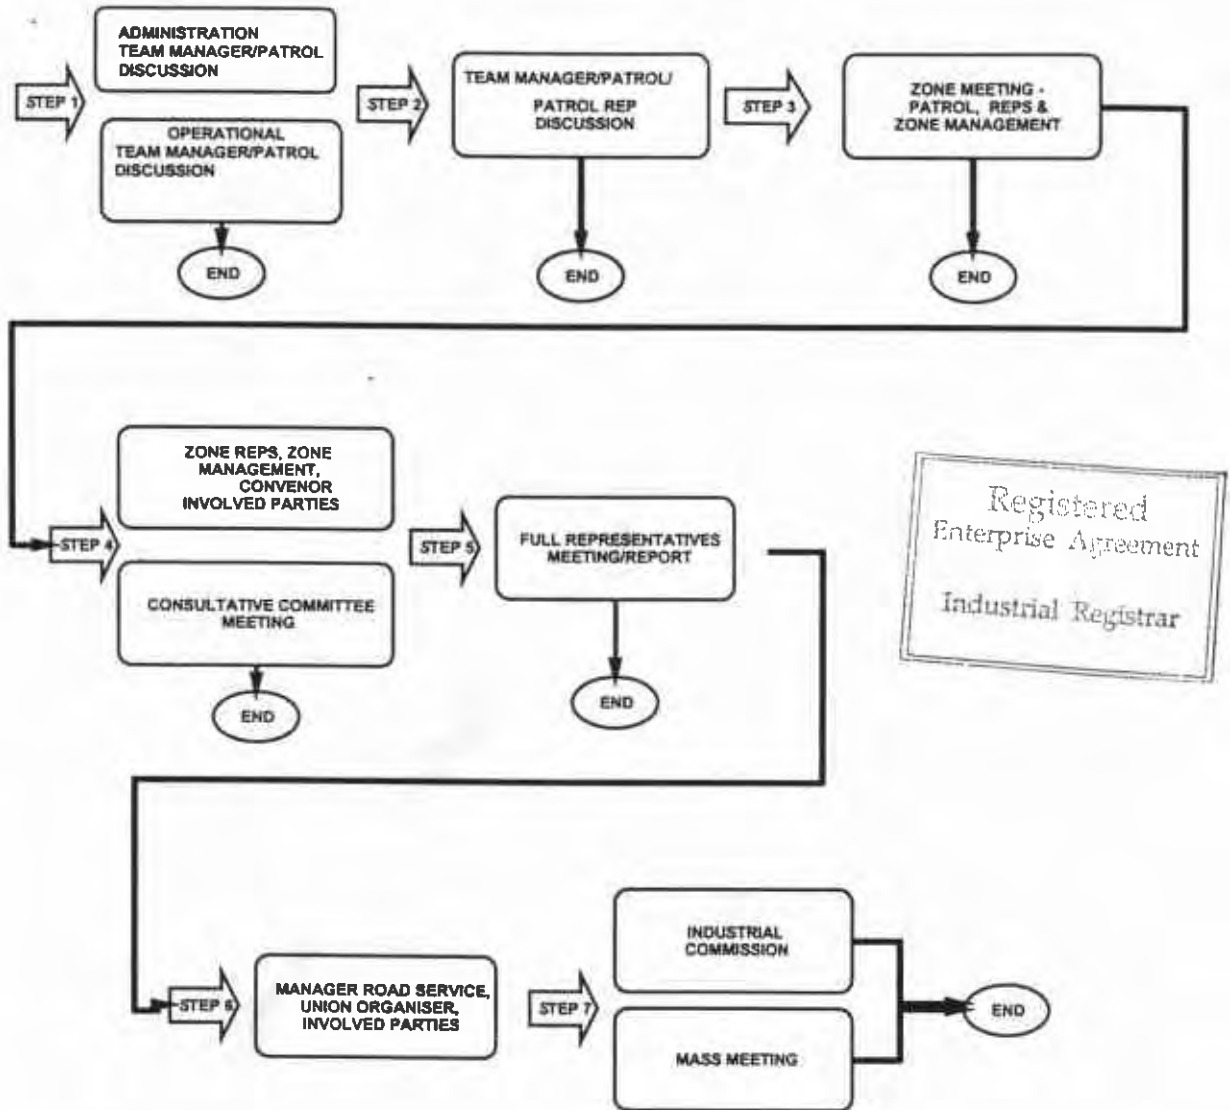 STEP 1
ADMINISTRATION
TEAM MANAGER/PATROL
DISCUSSION
OPERATIONAL
TEAM MANAGER/PATROL
DISCUSSION
END
STEP 2
TEAM MANAGER/PATROL/
PATROL REP
DISCUSSION
END
STEP 3
ZONE MEETING -
PATROL, REPS &
ZONE MANAGEMENT
END
STEP 4
ZONE REPS, ZONE
MANAGEMENT,
CONVENOR
INVOLVED PARTIES
CONSULTATIVE COMMITTEE
MEETING
END
STEP 5
FULL REPRESENTATIVES
MEETING/REPORT
END
Registered
Enterprise Agreement
Industrial Registrar
STEP 6
MANAGER ROAD SERVICE,
UNION ORGANISER,
INVOLVED PARTIES
STEP 7
INDUSTRIAL
COMMISSION
MASS MEETING
END